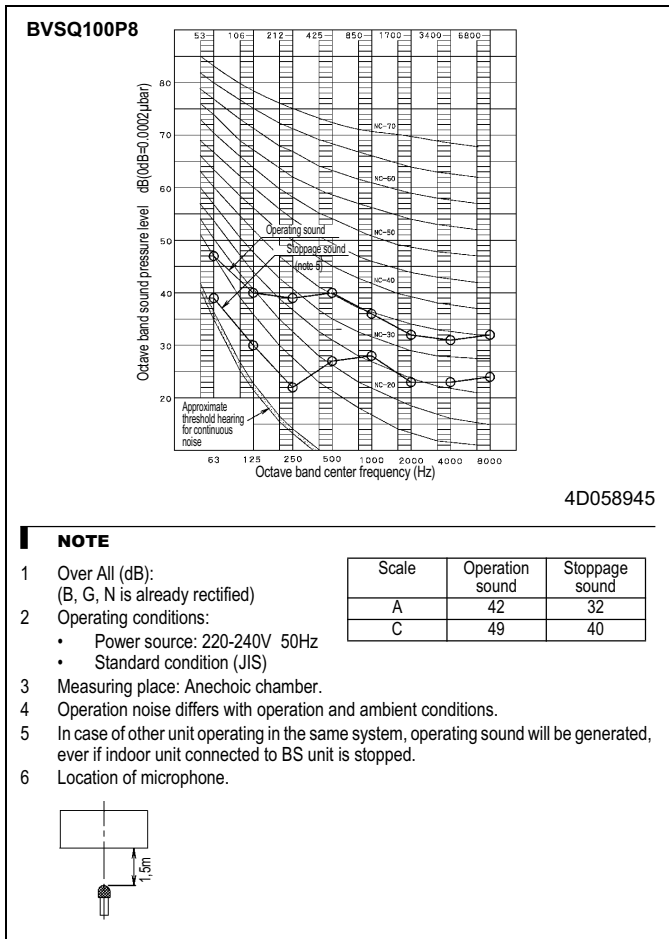 BVSQ100P8
53 106 212 425 850 1700 3400 6800
Octave band sound pressure level dB(0dB=0.0002μbar)
80
70
60
50
40
30
20
NC-70
NC-60
NC-50
NC-40
NC-30
NC-20
Operating sound
Stoppage sound
(note 5)
Approximate
threshold hearing
for continuous
noise
63 125 250 500 1000 2000 4000 8000
Octave band center frequency (Hz)
4D058945
NOTE
1 Over All (dB):
(B, G, N is already rectified)
2 Operating conditions:
• Power source: 220-240V 50Hz
• Standard condition (JIS)
3 Measuring place: Anechoic chamber.
4 Operation noise differs with operation and ambient conditions.
5 In case of other unit operating in the same system, operating sound will be generated,
ever if indoor unit connected to BS unit is stopped.
6 Location of microphone.
Scale Operation sound Stoppage sound
A 42 32
C 49 40
1,5m